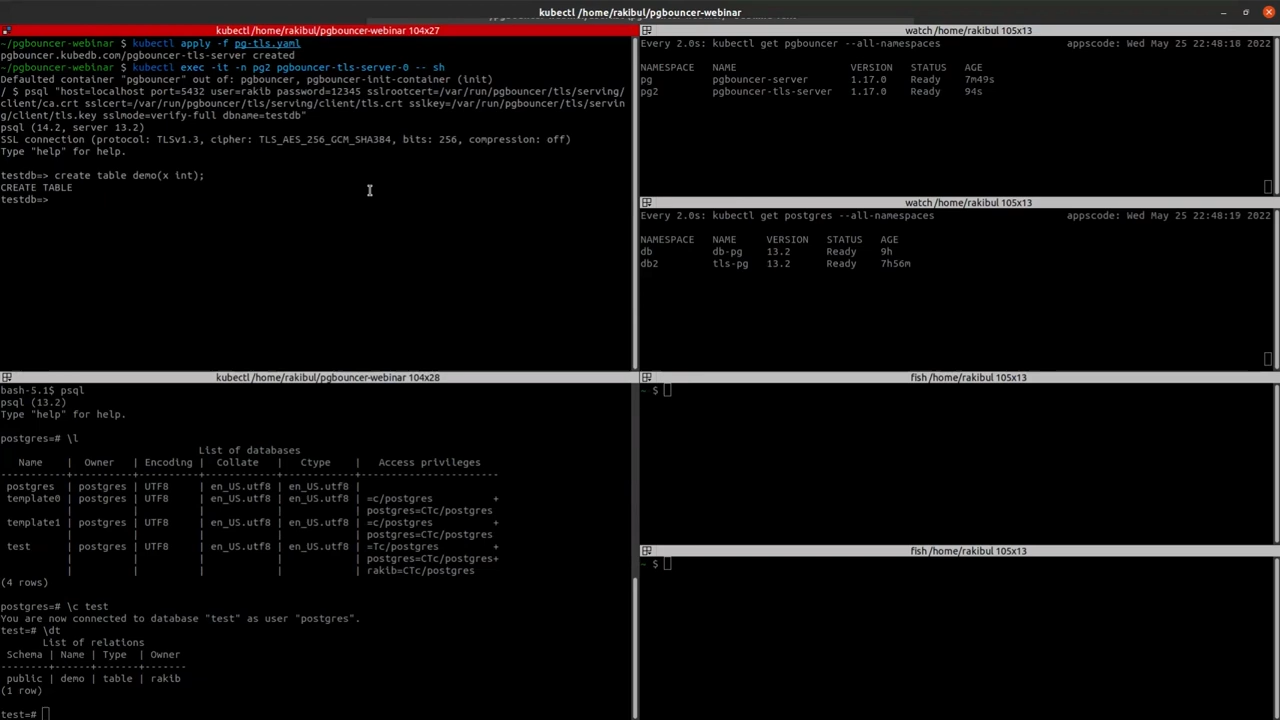 kubectl /home/rakibul/pgbouncer-webinar
kubectl /home/rakibul/pgbouncer-webinar 104x27
~/pgbouncer-webinar $ kubectl apply -f pg-tls.yaml
pgbouncer.kubedb.com/pgbouncer-tls-server created
~/pgbouncer-webinar $ kubectl exec -it -n pg2 pgbouncer-tls-server-0 -- sh
Defaulted container "pgbouncer" out of: pgbouncer, pgbouncer-init-container (init)
/ $ psql "host=localhost port=5432 user=rakib password=12345 sslrootcert=/var/run/pgbouncer/tls/serving/
client/ca.crt sslcert=/var/run/pgbouncer/tls/serving/client/tls.crt sslkey=/var/run/pgbouncer/tls/servin
g/client/tls.key sslmode=verify-full dbname=testdb"
psql (14.2, server 13.2)
SSL connection (protocol: TLSv1.3, cipher: TLS_AES_256_GCM_SHA384, bits: 256, compression: off)
Type "help" for help.
testdb=> create table demo(x int);
CREATE TABLE
testdb=>
watch /home/rakibul 105x13
Every 2.0s: kubectl get pgbouncer --all-namespaces appscode: Wed May 25 22:48:18 2022
NAMESPACE NAME VERSION STATUS AGE
pg pgbouncer-server 1.17.0 Ready 7m49s
pg2 pgbouncer-tls-server 1.17.0 Ready 94s
watch /home/rakibul 105x13
Every 2.0s: kubectl get postgres --all-namespaces appscode: Wed May 25 22:48:19 2022
NAMESPACE NAME VERSION STATUS AGE
db db-pg 13.2 Ready 9h
db2 tls-pg 13.2 Ready 7h56m
kubectl /home/rakibul/pgbouncer-webinar 104x28
bash-5.1$ psql
psql (13.2)
Type "help" for help.
postgres=# \l
List of databases
Name | Owner | Encoding | Collate | Ctype | Access privileges
-----------+----------+----------+------------+------------+-----------------------
postgres | postgres | UTF8 | en_US.utf8 | en_US.utf8 |
template0 | postgres | UTF8 | en_US.utf8 | en_US.utf8 | =c/postgres +
| | | | | postgres=CTc/postgres
template1 | postgres | UTF8 | en_US.utf8 | en_US.utf8 | =c/postgres +
| | | | | postgres=CTc/postgres
test | postgres | UTF8 | en_US.utf8 | en_US.utf8 | =Tc/postgres +
| | | | | postgres=CTc/postgres+
| | | | | rakib=CTc/postgres
(4 rows)
postgres=# \c test
You are now connected to database "test" as user "postgres".
test=# \dt
List of relations
Schema | Name | Type | Owner
--------+------+-------+-------
public | demo | table | rakib
(1 row)
test=#
fish /home/rakibul 105x13
~ $
fish /home/rakibul 105x13
~ $